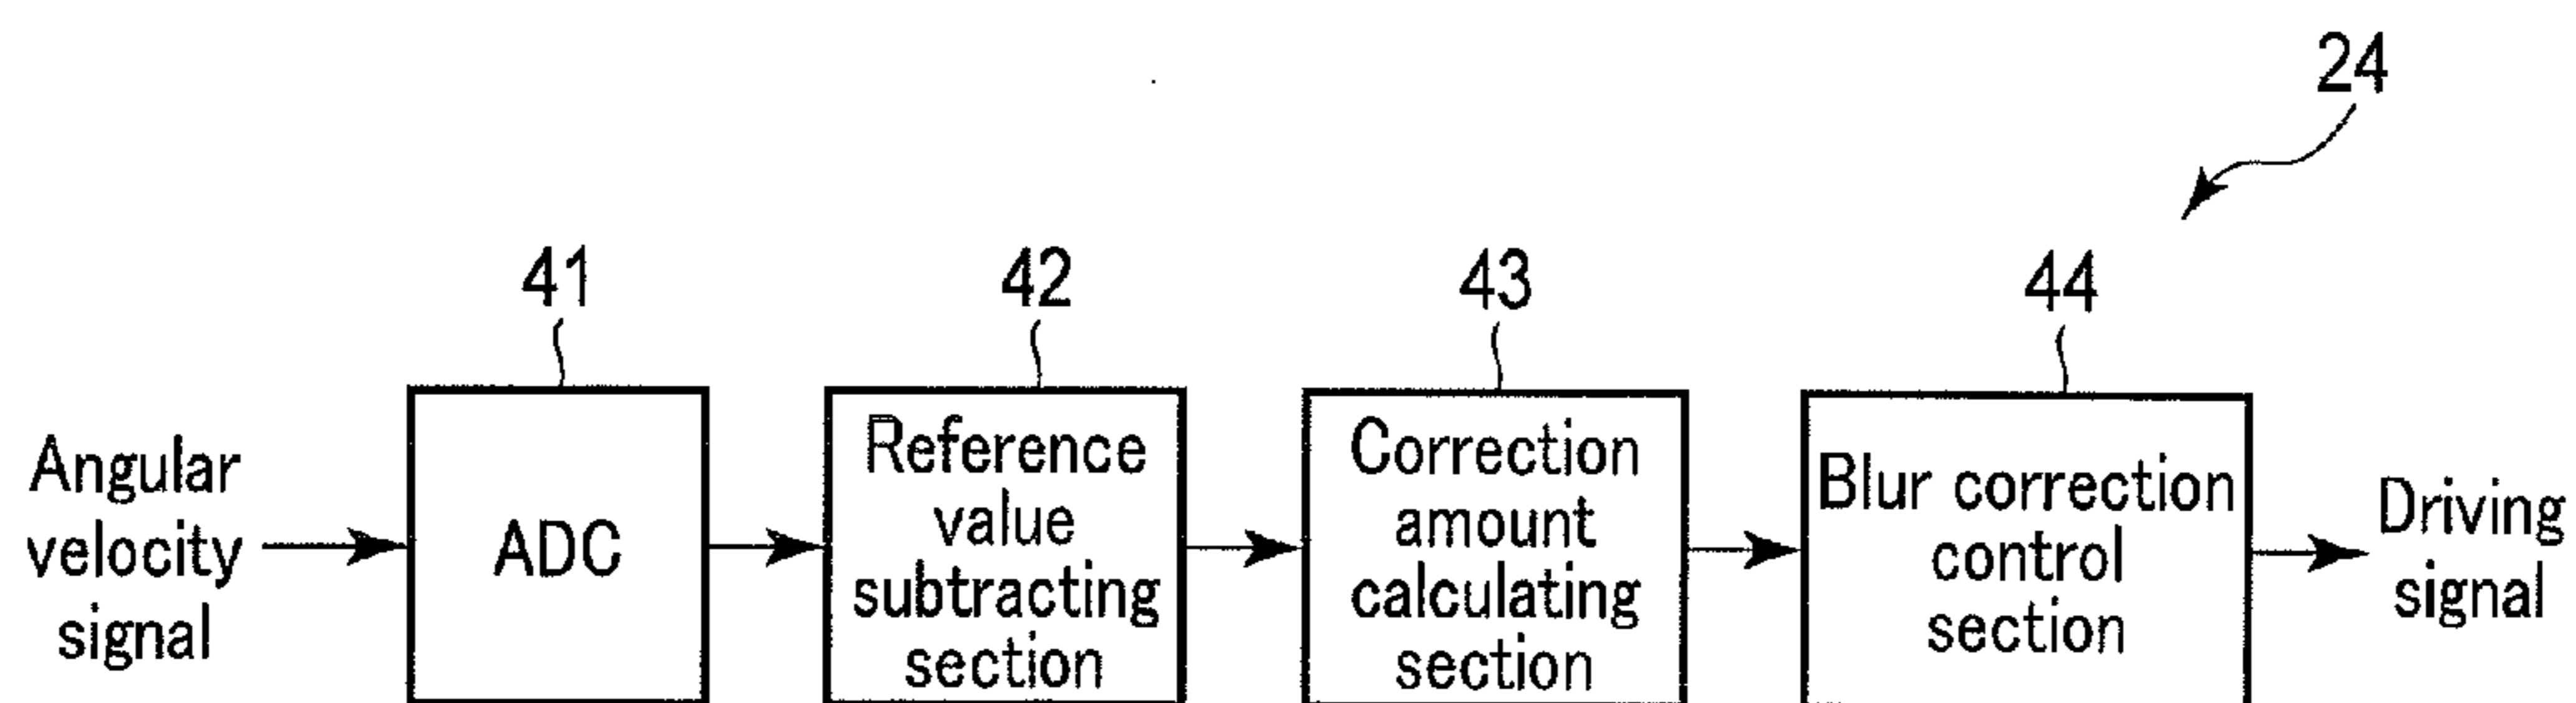 24
41
42
43
44
Angular
velocity
signal
ADC
Reference
value
subtracting
section
Correction
amount
calculating
section
Blur correction
control
section
Driving
signal